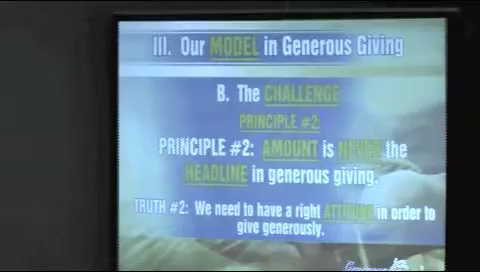 III. Our MODEL in Generous Giving
B. The CHALLENGE
PRINCIPLE #2:
PRINCIPLE #2: AMOUNT is NEVER the
HEADLINE in generous giving.
TRUTH #2: We need to have a right ATTITUDE in order to
give generously.